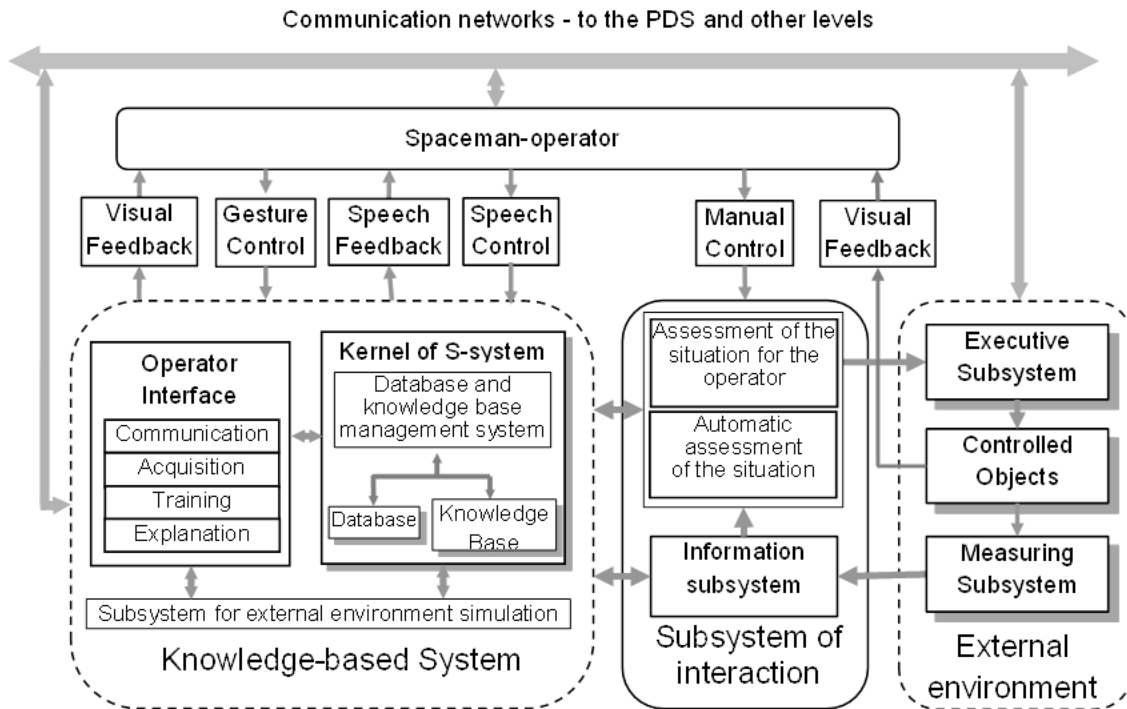 Communication networks - to the PDS and other levels
Spaceman-operator
Visual
Feedback
Gesture
Control
Speech
Feedback
Speech
Control
Manual
Control
Visual
Feedback
Operator
Interface
Communication
Acquisition
Training
Explanation
Kernel of S-system
Database and
knowledge base
management system
Database
Knowledge
Base
Subsystem for external environment simulation
Knowledge-based System
Assessment of the
situation for the
operator
Automatic
assessment
of the situation
Information
subsystem
Subsystem of
interaction
Executive
Subsystem
Controlled
Objects
Measuring
Subsystem
External
environment